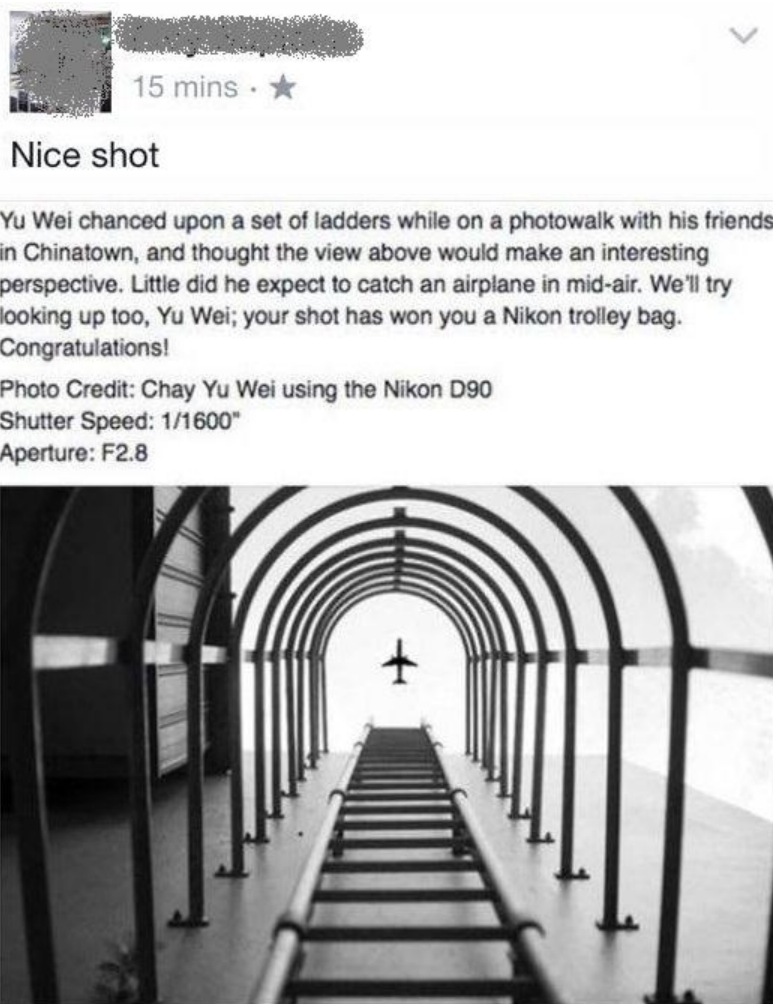 15 mins · ★
Nice shot
Yu Wei chanced upon a set of ladders while on a photowalk with his friends
in Chinatown, and thought the view above would make an interesting
perspective. Little did he expect to catch an airplane in mid-air. We'll try
looking up too, Yu Wei; your shot has won you a Nikon trolley bag.
Congratulations!
Photo Credit: Chay Yu Wei using the Nikon D90
Shutter Speed: 1/1600"
Aperture: F2.8